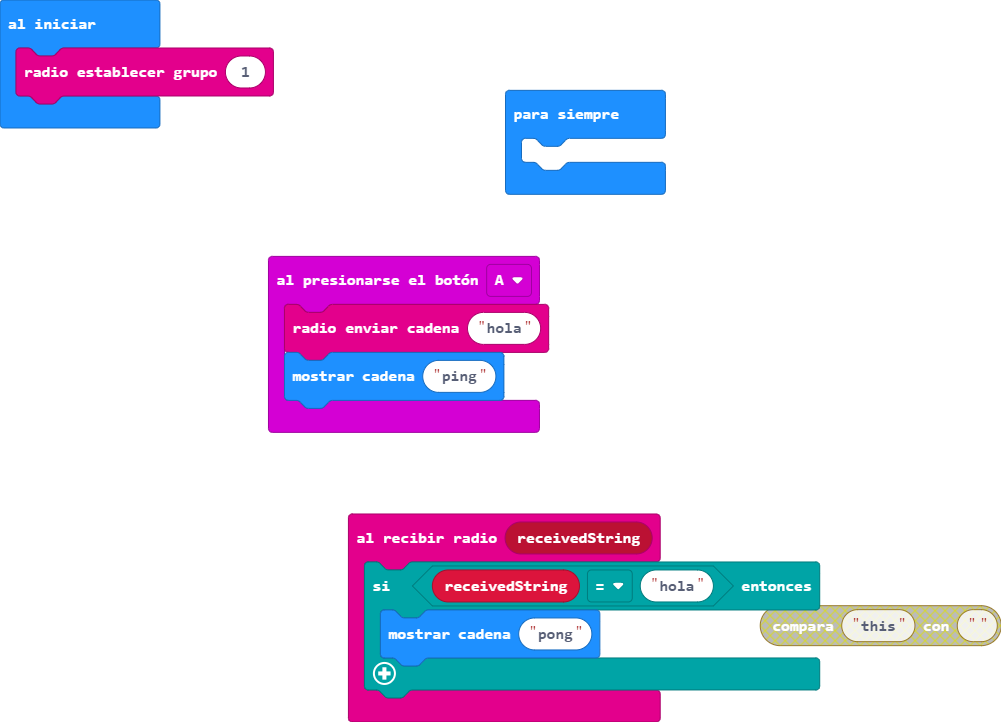 al iniciar
radio establecer grupo 1
para siempre
al presionarse el botón A
radio enviar cadena "hola"
mostrar cadena "ping"
al recibir radio receivedString
si receivedString = "hola" entonces
compara "this" con " "
mostrar cadena "pong"